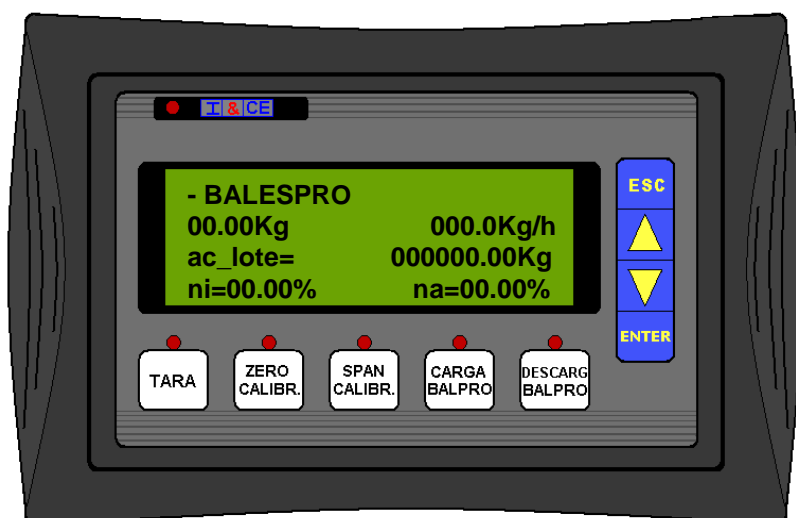 I & CE
- BALESPRO
00.00Kg 000.0Kg/h
ac_lote= 000000.00Kg
ni=00.00% na=00.00%
ESC
ENTER
TARA
ZERO
CALIBR.
SPAN
CALIBR.
CARGA
BALPRO
DESCARG
BALPRO